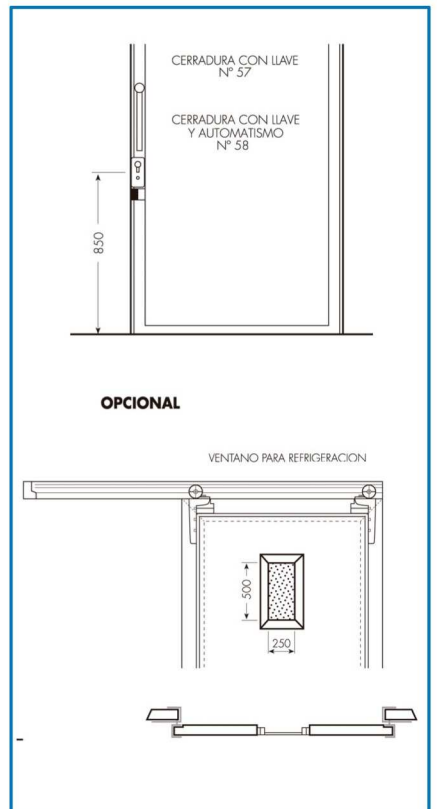 CERRADURA CON LLAVE
Nº 57
CERRADURA CON LLAVE
Y AUTOMATISMO
Nº 58
850
OPCIONAL
VENTANO PARA REFRIGERACION
500
250